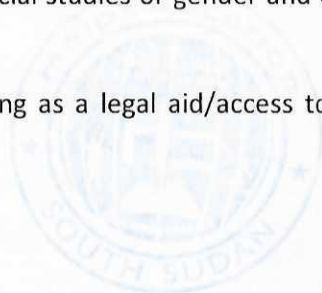 cial studies of gender and
ng as a legal aid/access to
SOUTH SUDAN